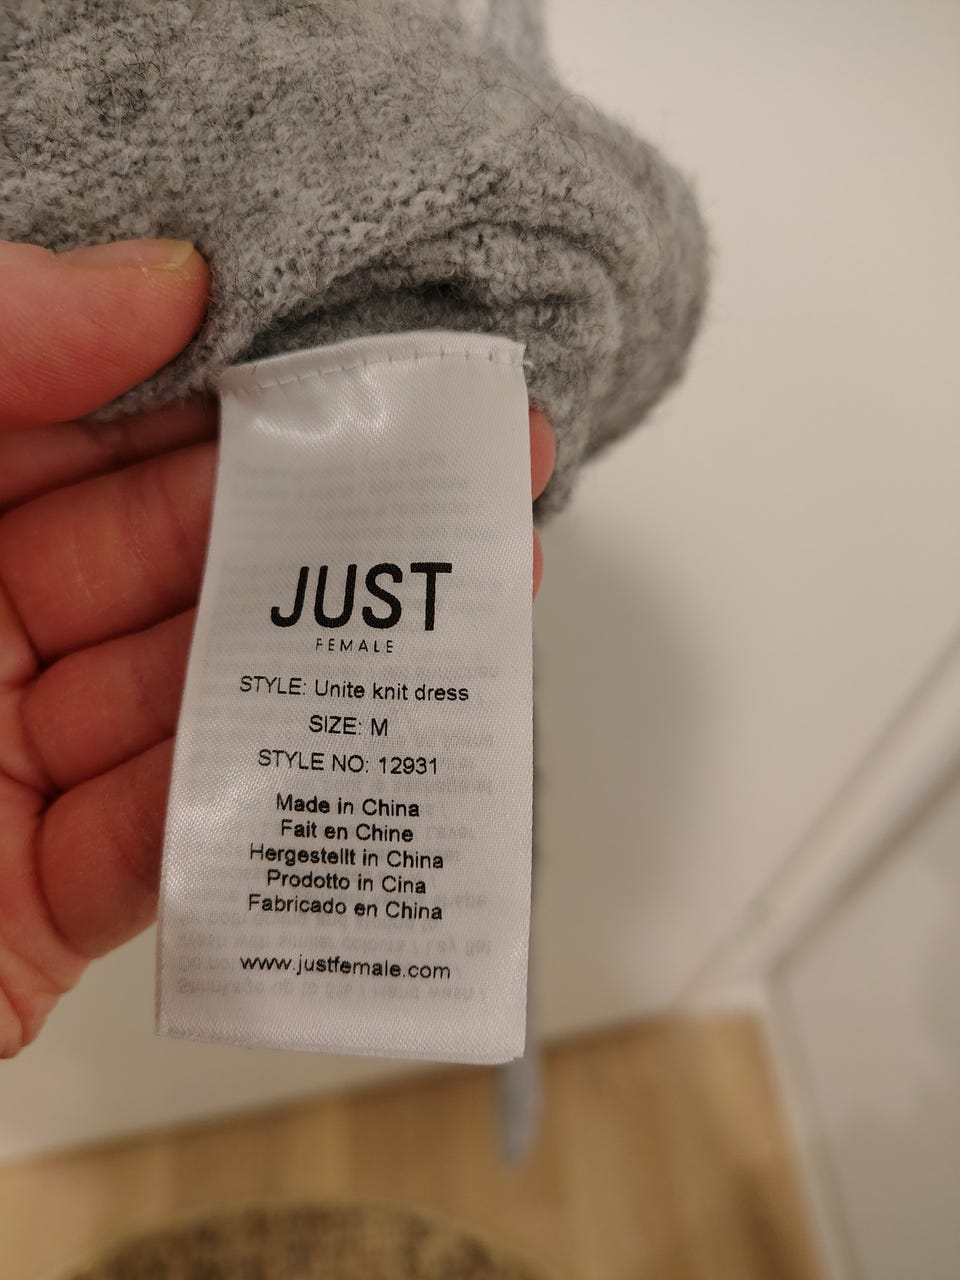 JUST
FEMALE
STYLE: Unite knit dress
SIZE: M
STYLE NO: 12931
Made in China
Fait en Chine
Hergestellt in China
Prodotto in Cina
Fabricado en China
www.justfemale.com